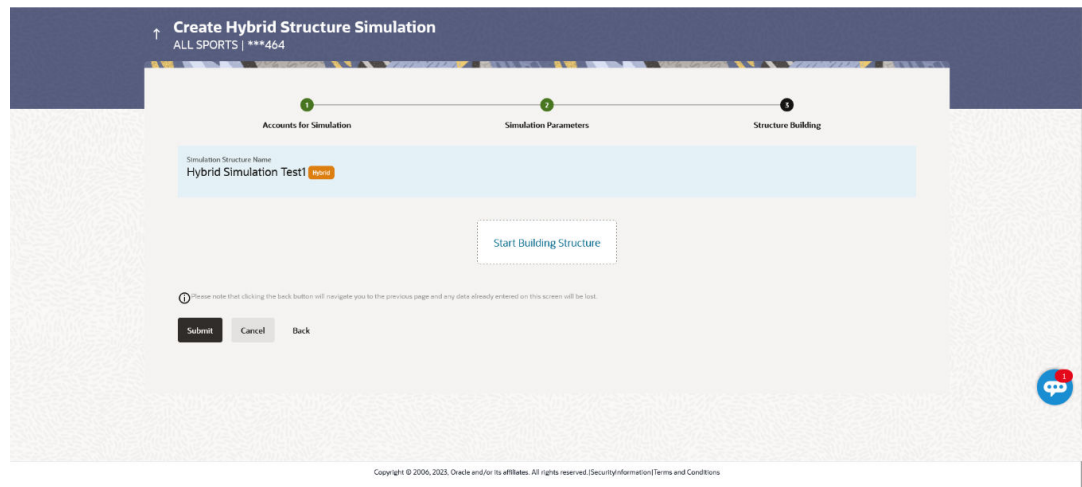 ↑ Create Hybrid Structure Simulation
ALL SPORTS | ***464
1 2 3
Accounts for Simulation Simulation Parameters Structure Building
Simulation Structure Name
Hybrid Simulation Test1 Hybrid
Start Building Structure
Please note that clicking the back button will navigate you to the previous page and any data already entered on this screen will be lost.
Submit Cancel Back
1
Copyright © 2006, 2023, Oracle and/or its affiliates. All rights reserved.|SecurityInformation|Terms and Conditions